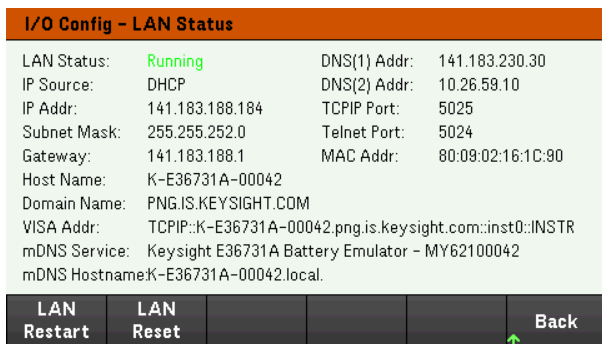 I/O Config - LAN Status
LAN Status: Running DNS(1) Addr: 141.183.230.30
IP Source: DHCP DNS(2) Addr: 10.26.59.10
IP Addr: 141.183.188.184 TCPIP Port: 5025
Subnet Mask: 255.255.252.0 Telnet Port: 5024
Gateway: 141.183.188.1 MAC Addr: 80:09:02:16:1C:90
Host Name: K-E36731A-00042
Domain Name: PNG.IS.KEYSIGHT.COM
VISA Addr: TCPIP::K-E36731A-00042.png.is.keysight.com::inst0::INSTR
mDNS Service: Keysight E36731A Battery Emulator - MY62100042
mDNS Hostname:K-E36731A-00042.local.
LAN Restart LAN Reset Back